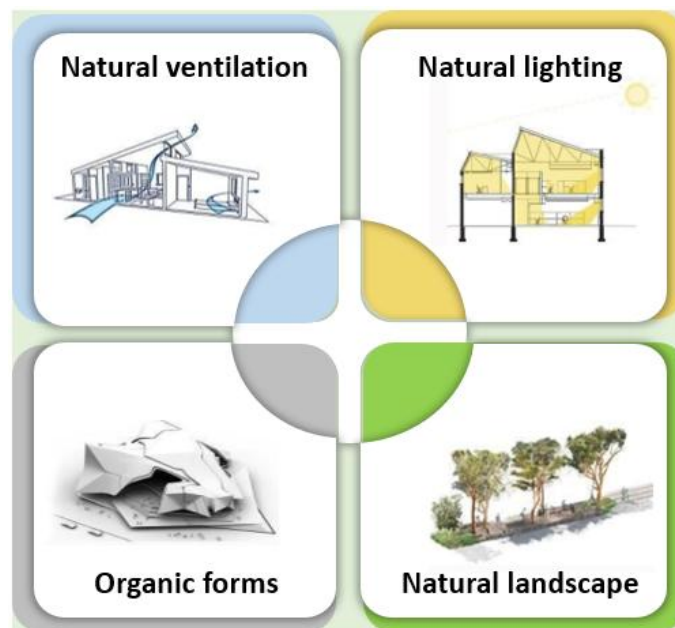 Natural ventilation
Natural lighting
Organic forms
Natural landscape